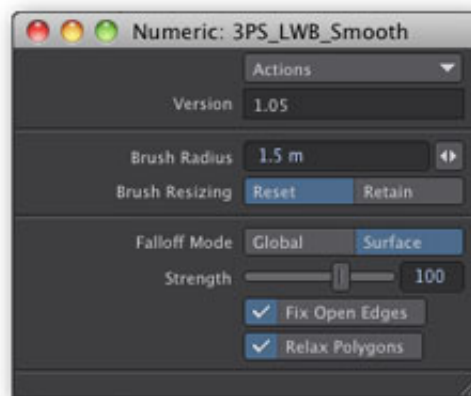 Numeric: 3PS_LWB_Smooth
Actions
Version 1.05
Brush Radius 1.5 m
Brush Resizing Reset Retain
Falloff Mode Global Surface
Strength 100
Fix Open Edges
Relax Polygons